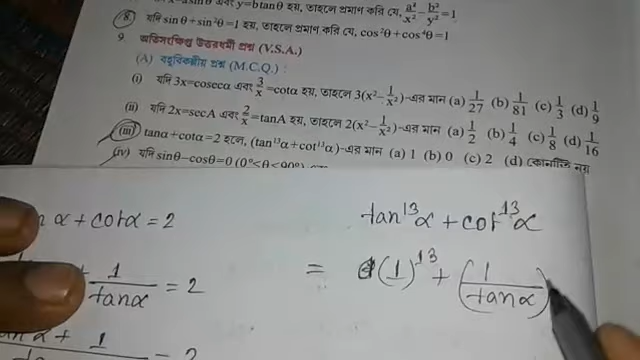 এবং y=btanθ হয়, তাহলে প্রমাণ করি যে, a²/x² - b²/y² =1
8. যদি sinθ+sin²θ=1 হয়, তাহলে প্রমাণ করি যে, cos²θ+cos⁴θ=1
9. অতিসংক্ষিপ্ত উত্তরধর্মী প্রশ্ন (V.S.A.)
(A) বহুবিকল্পীয় প্রশ্ন (M.C.Q.) :
(i) যদি 3x=cosecα এবং 3/x=cotα হয়, তাহলে 3(x²-1/x²)-এর মান (a) 1/27 (b) 1/81 (c) 1/3 (d) 1/9
(ii) যদি 2x=secA এবং 2/x=tanA হয়, তাহলে 2(x²-1/x²)-এর মান (a) 1/2 (b) 1/4 (c) 1/8 (d) 1/16
(iii) tanα+cotα=2 হলে, (tan¹³α+cot¹³α)-এর মান (a) 1 (b) 0 (c) 2 (d) কোনোটিই নয়
(iv) যদি sinθ-cosθ=0 (0°<θ<90°)
α + cotα = 2
tan¹³α + cot¹³α
+ 1/tanα = 2
= (1)¹³ + (1/tanα)
α + 1
= 2